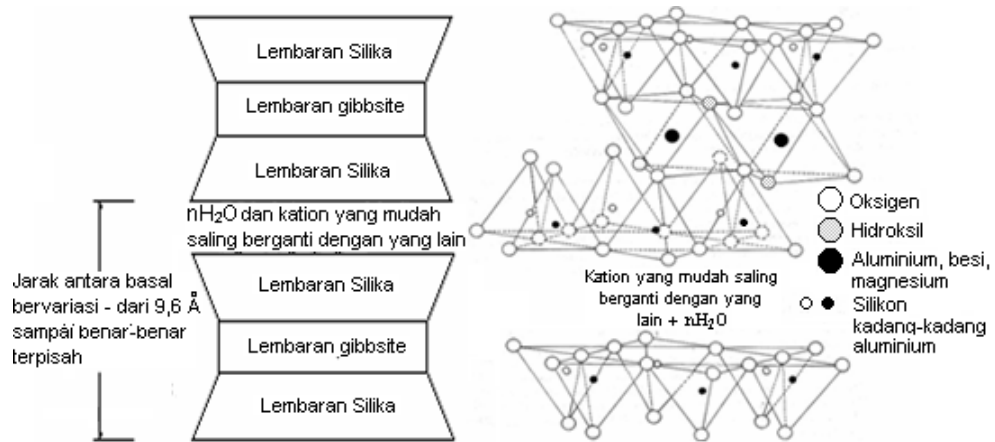 Lembaran Silika
Lembaran gibbsite
Lembaran Silika
nH₂O dan kation yang mudah
saling berganti dengan yang lain
Jarak antara basal
bervariasi - dari 9,6 Å
sampai benar-benar
terpisah
Lembaran Silika
Lembaran gibbsite
Lembaran Silika
Kation yang mudah saling
berganti dengan yang
lain + nH₂O
Oksigen
Hidroksil
Aluminium, besi,
magnesium
Silikon
kadang-kadang
aluminium